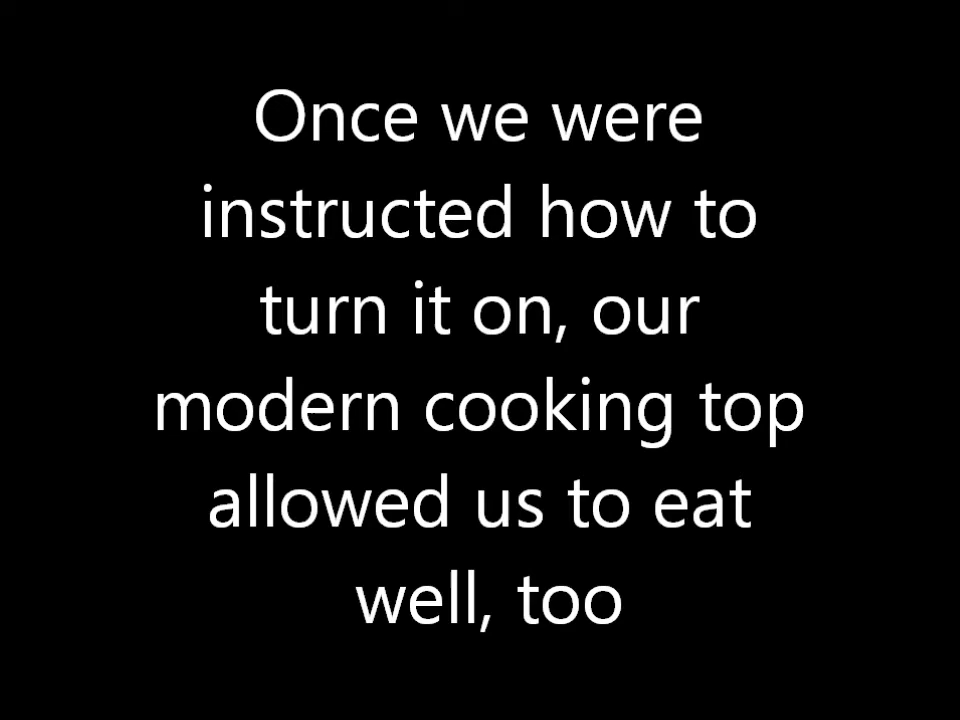 Once we were
instructed how to
turn it on, our
modern cooking top
allowed us to eat
well, too